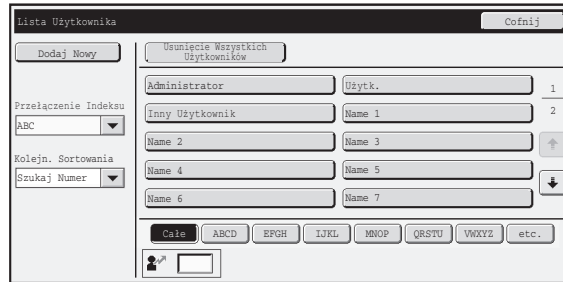 Lista Użytkownika
Cofnij
Dodaj Nowy
Usunięcie Wszystkich
Użytkowników
Przełączenie Indeksu
ABC
Kolejn. Sortowania
Szukaj Numer
Administrator
Użytk.
Inny Użytkownik
Name 1
Name 2
Name 3
Name 4
Name 5
Name 6
Name 7
1
2
Całe
ABCD
EFGH
IJKL
MNOP
QRSTU
VWXYZ
etc.